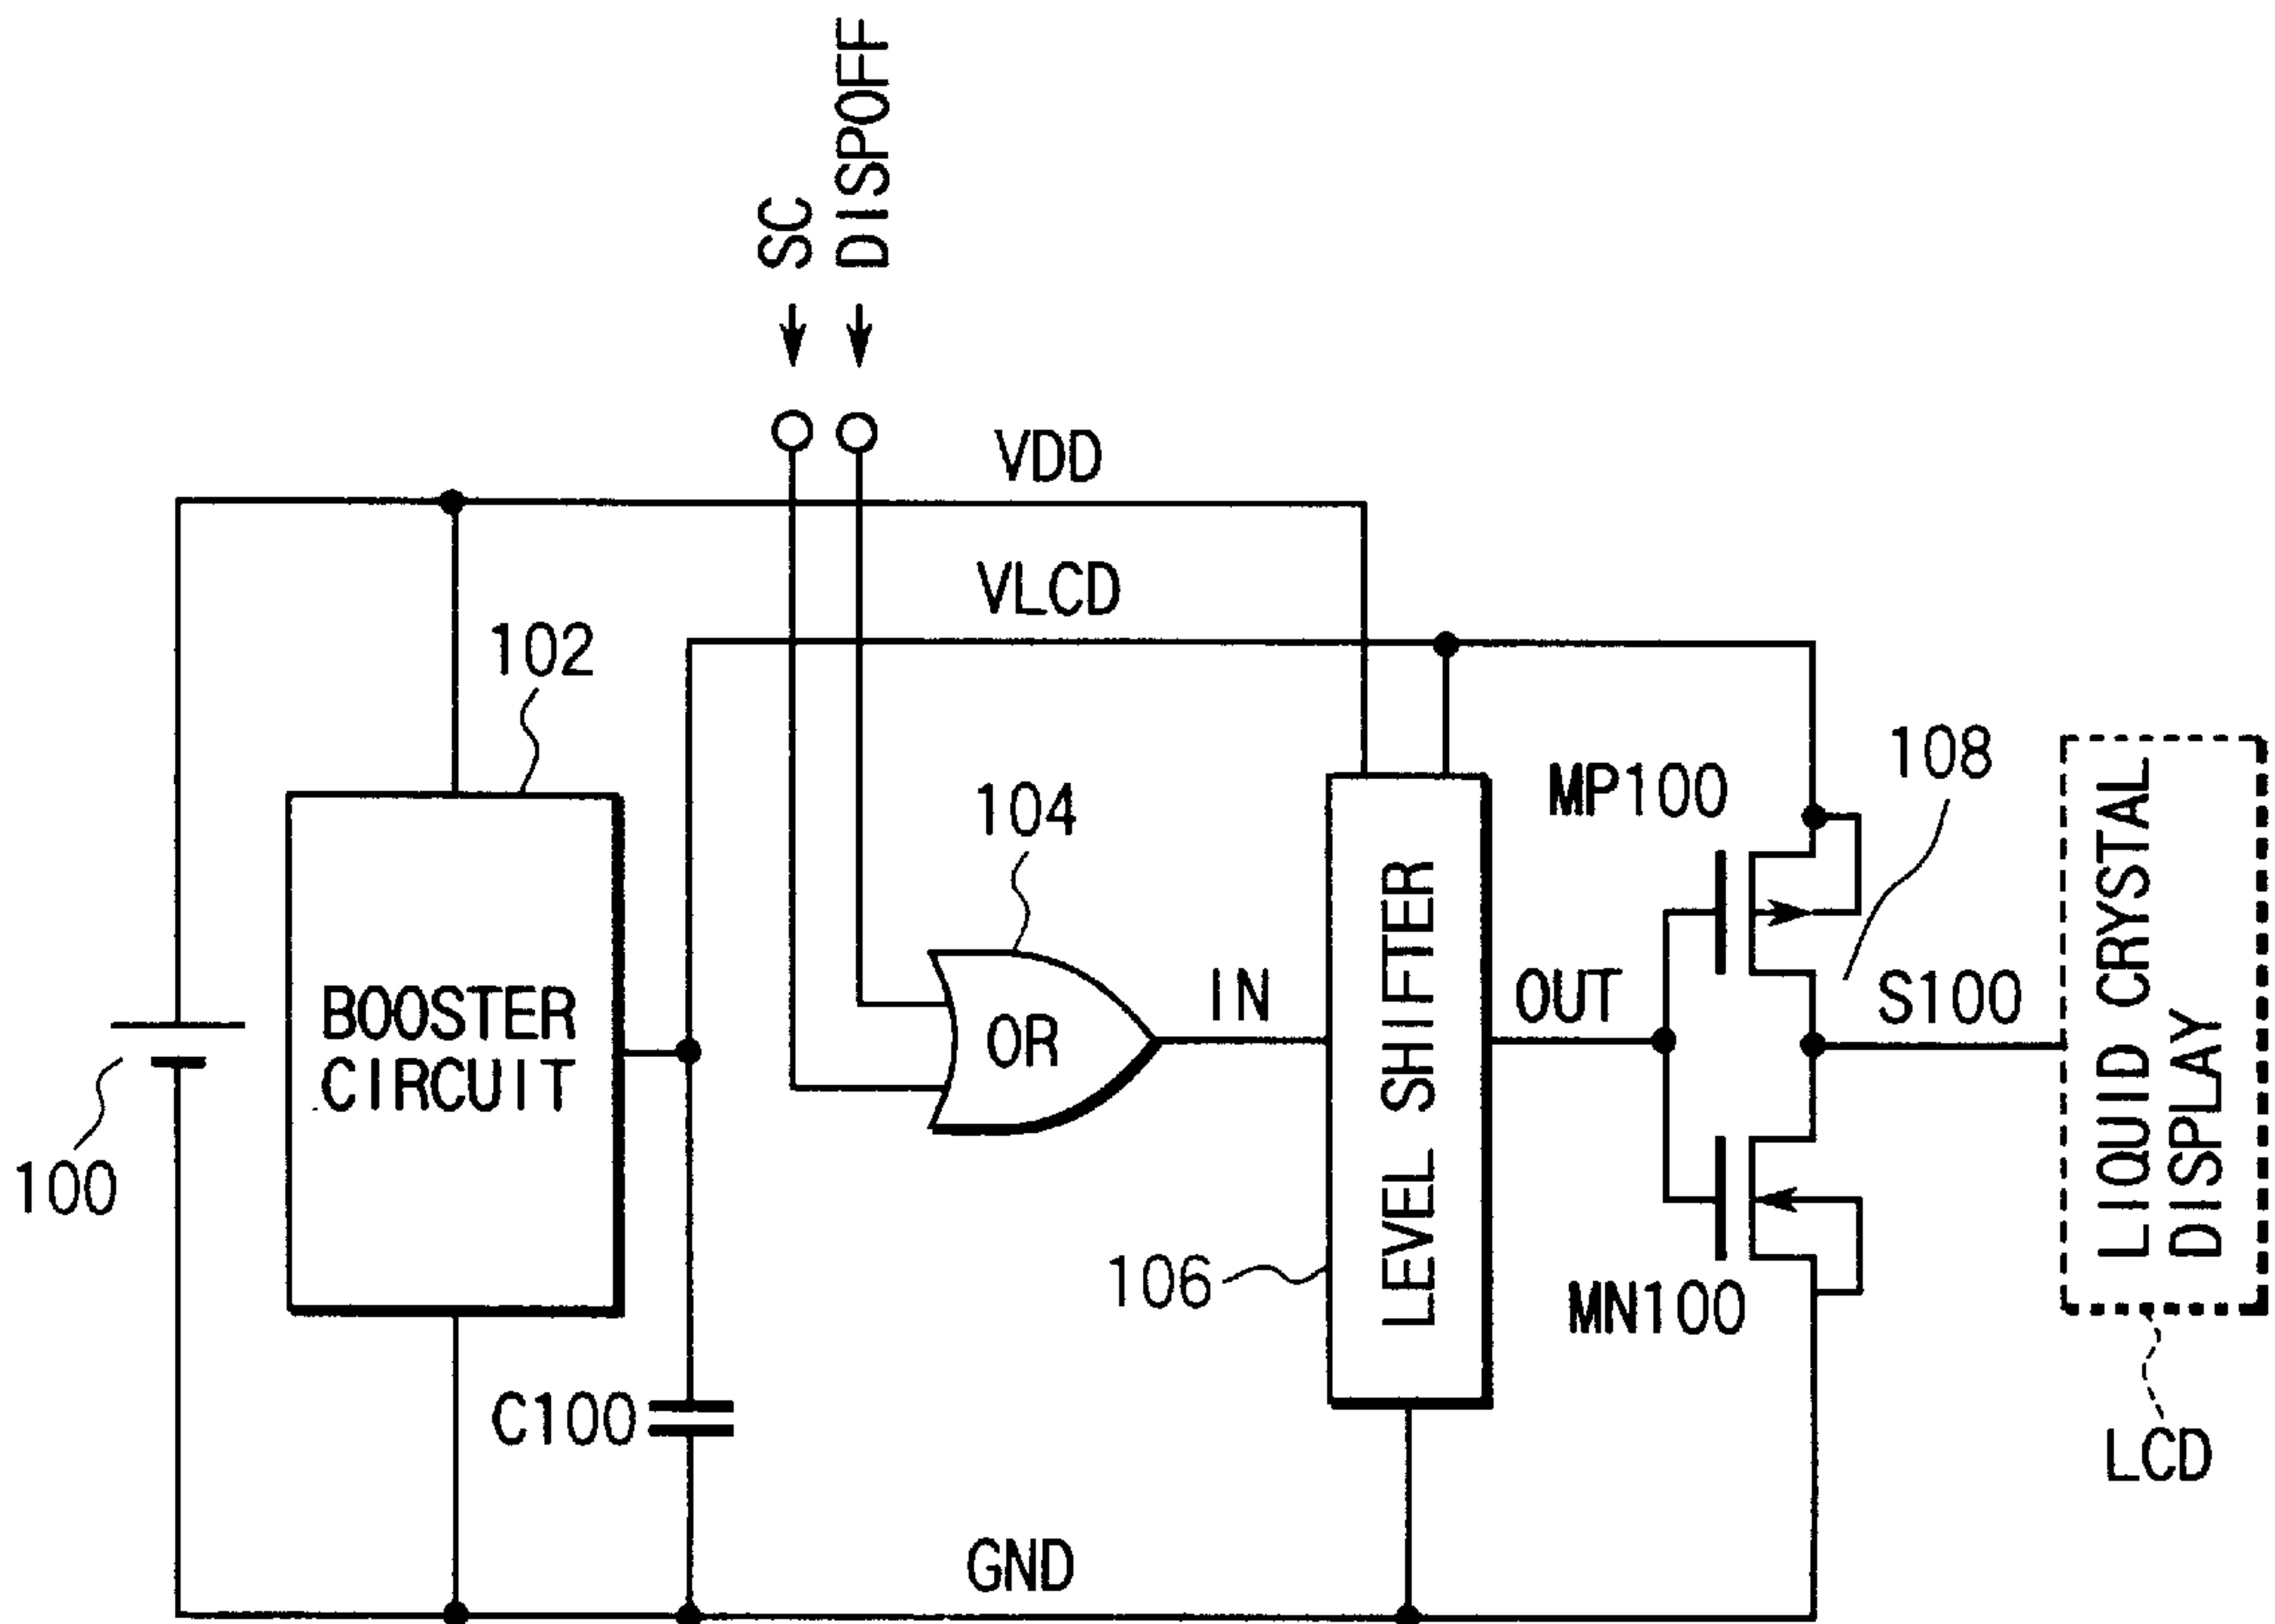 SC
DISPOFF
VDD
VLCD
102
104
MP100
108
BOOSTER
CIRCUIT
OR
IN
LEVEL SHIFTER
OUT
S100
LIQUID CRYSTAL
DISPLAY
100
106
MN100
C100
LCD
GND